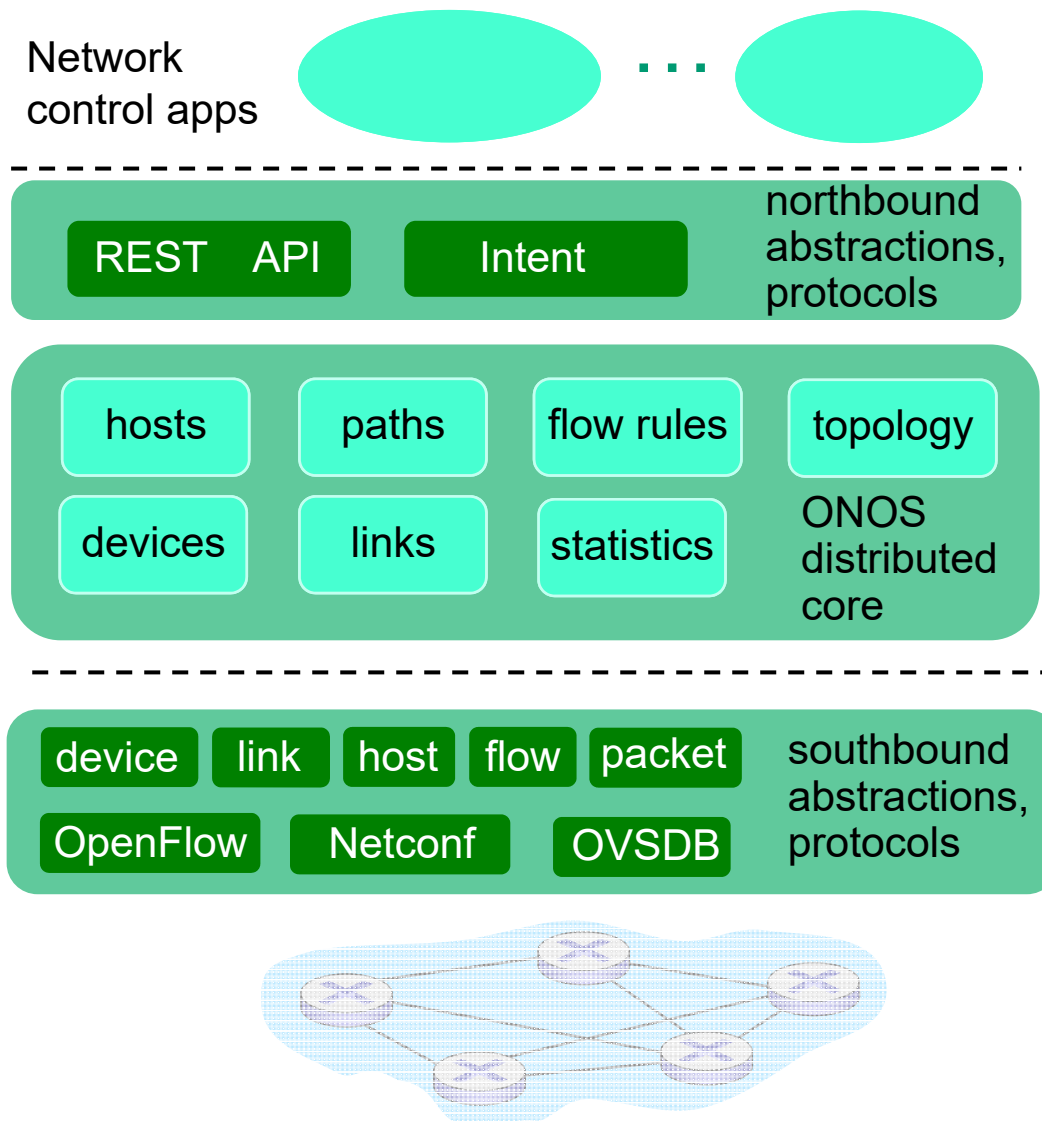 Network
control apps
...
REST API
Intent
northbound
abstractions,
protocols
hosts
paths
flow rules
topology
devices
links
statistics
ONOS
distributed
core
device
link
host
flow
packet
OpenFlow
Netconf
OVSDB
southbound
abstractions,
protocols